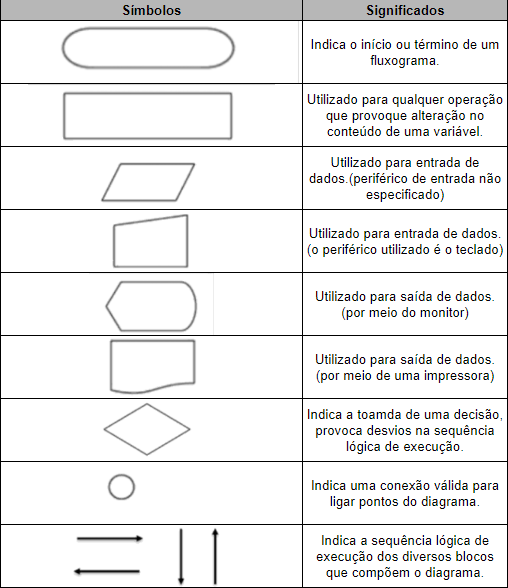 Símbolos
Significados
Indica o início ou término de um
fluxograma.
Utilizado para qualquer operação
que provoque alteração no
conteúdo de uma variável.
Utilizado para entrada de
dados.(periférico de entrada não
especificado)
Utilizado para entrada de dados.
(o periférico utilizado é o teclado)
Utilizado para saída de dados.
(por meio do monitor)
Utilizado para saída de dados.
(por meio de uma impressora)
Indica a toamda de uma decisão,
provoca desvios na sequência
lógica de execução.
Indica uma conexão válida para
ligar pontos do diagrama.
Indica a sequência lógica de
execução dos diversos blocos
que compõem o diagrama.